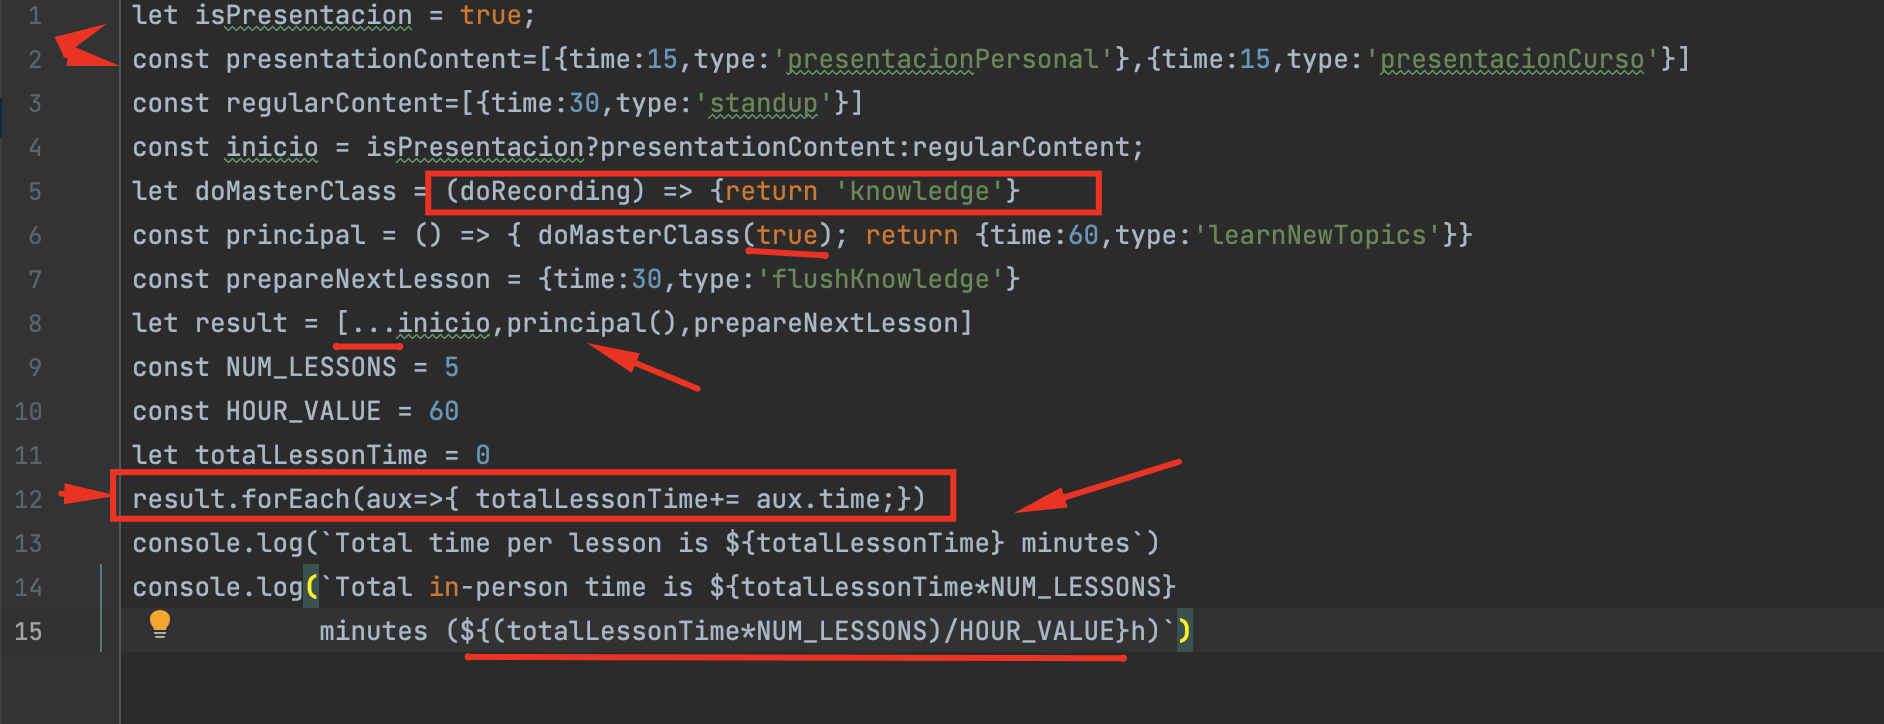 1 let isPresentacion = true;
2 const presentationContent=[{time:15,type:'presentacionPersonal'},{time:15,type:'presentacionCurso'}]
3 const regularContent=[{time:30,type:'standup'}]
4 const inicio = isPresentacion?presentationContent:regularContent;
5 let doMasterClass = (doRecording) => {return 'knowledge'}
6 const principal = () => { doMasterClass(true); return {time:60,type:'learnNewTopics'}}
7 const prepareNextLesson = {time:30,type:'flushKnowledge'}
8 let result = [...inicio,principal(),prepareNextLesson]
9 const NUM_LESSONS = 5
10 const HOUR_VALUE = 60
11 let totalLessonTime = 0
12 result.forEach(aux=>{ totalLessonTime+= aux.time;})
13 console.log(`Total time per lesson is ${totalLessonTime} minutes`)
14 console.log(`Total in-person time is ${totalLessonTime*NUM_LESSONS}
15 minutes (${(totalLessonTime*NUM_LESSONS)/HOUR_VALUE}h)`)